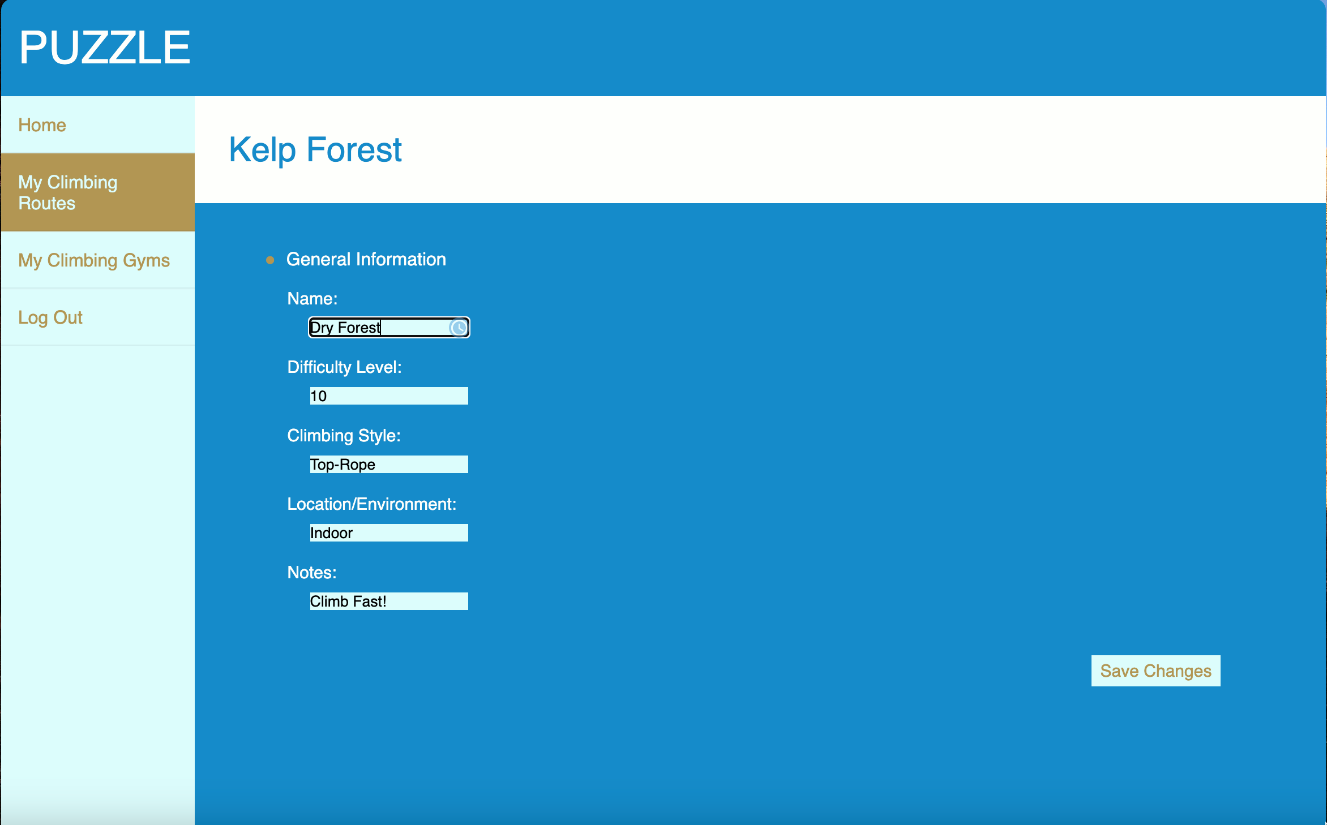 PUZZLE
Home
My Climbing
Routes
My Climbing Gyms
Log Out
Kelp Forest
General Information
Name:
Dry Forest
Difficulty Level:
10
Climbing Style:
Top-Rope
Location/Environment:
Indoor
Notes:
Climb Fast!
Save Changes